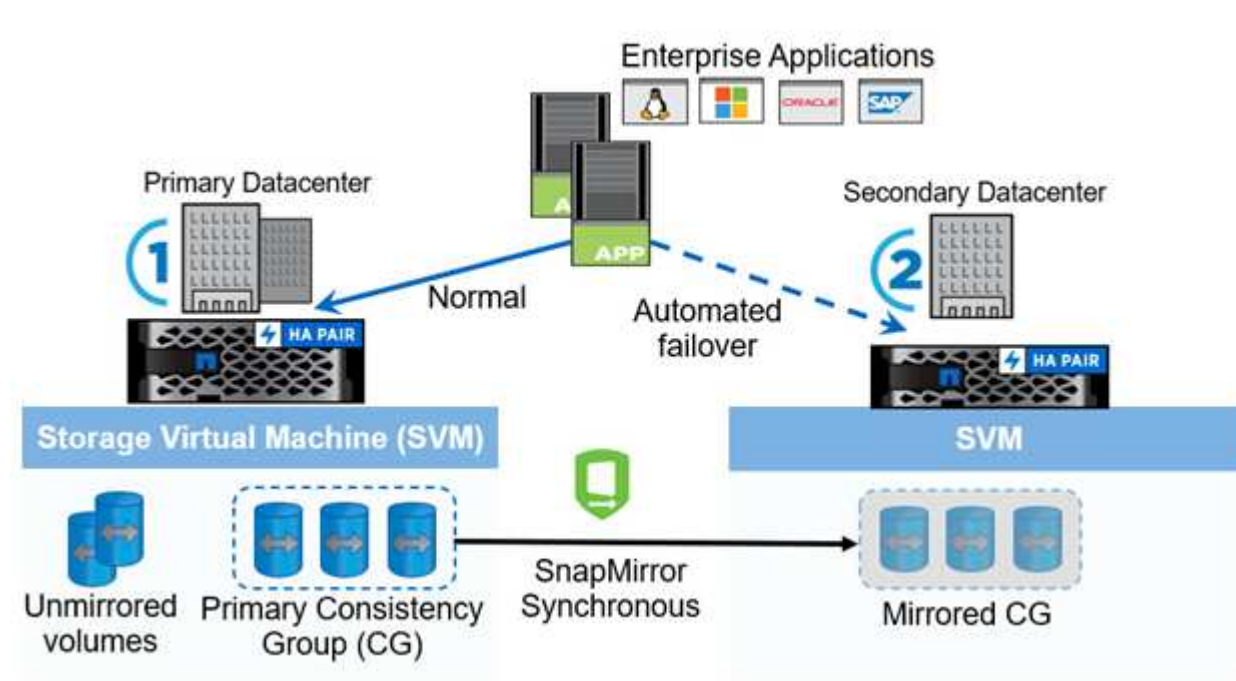 Enterprise Applications
ORACLE
SAP
Primary Datacenter
Secondary Datacenter
1
A
APP
2
Normal
Automated
failover
HA PAIR
HA PAIR
Storage Virtual Machine (SVM)
SVM
SnapMirror
Synchronous
Unmirrored
volumes
Primary Consistency
Group (CG)
Mirrored CG